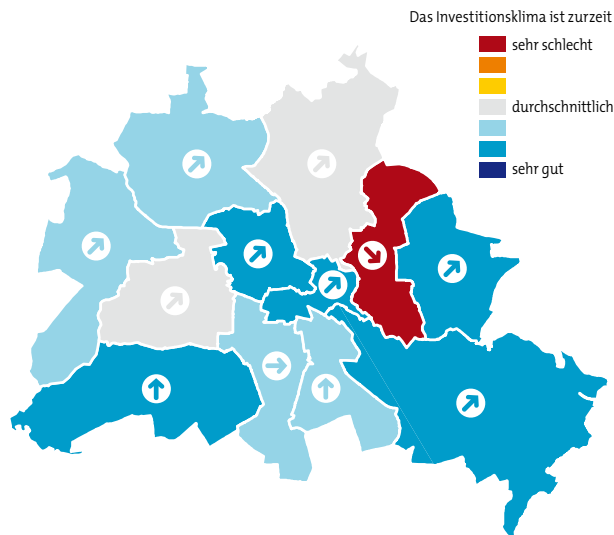 Das Investitionsklima ist zurzeit
sehr schlecht
durchschnittlich
sehr gut